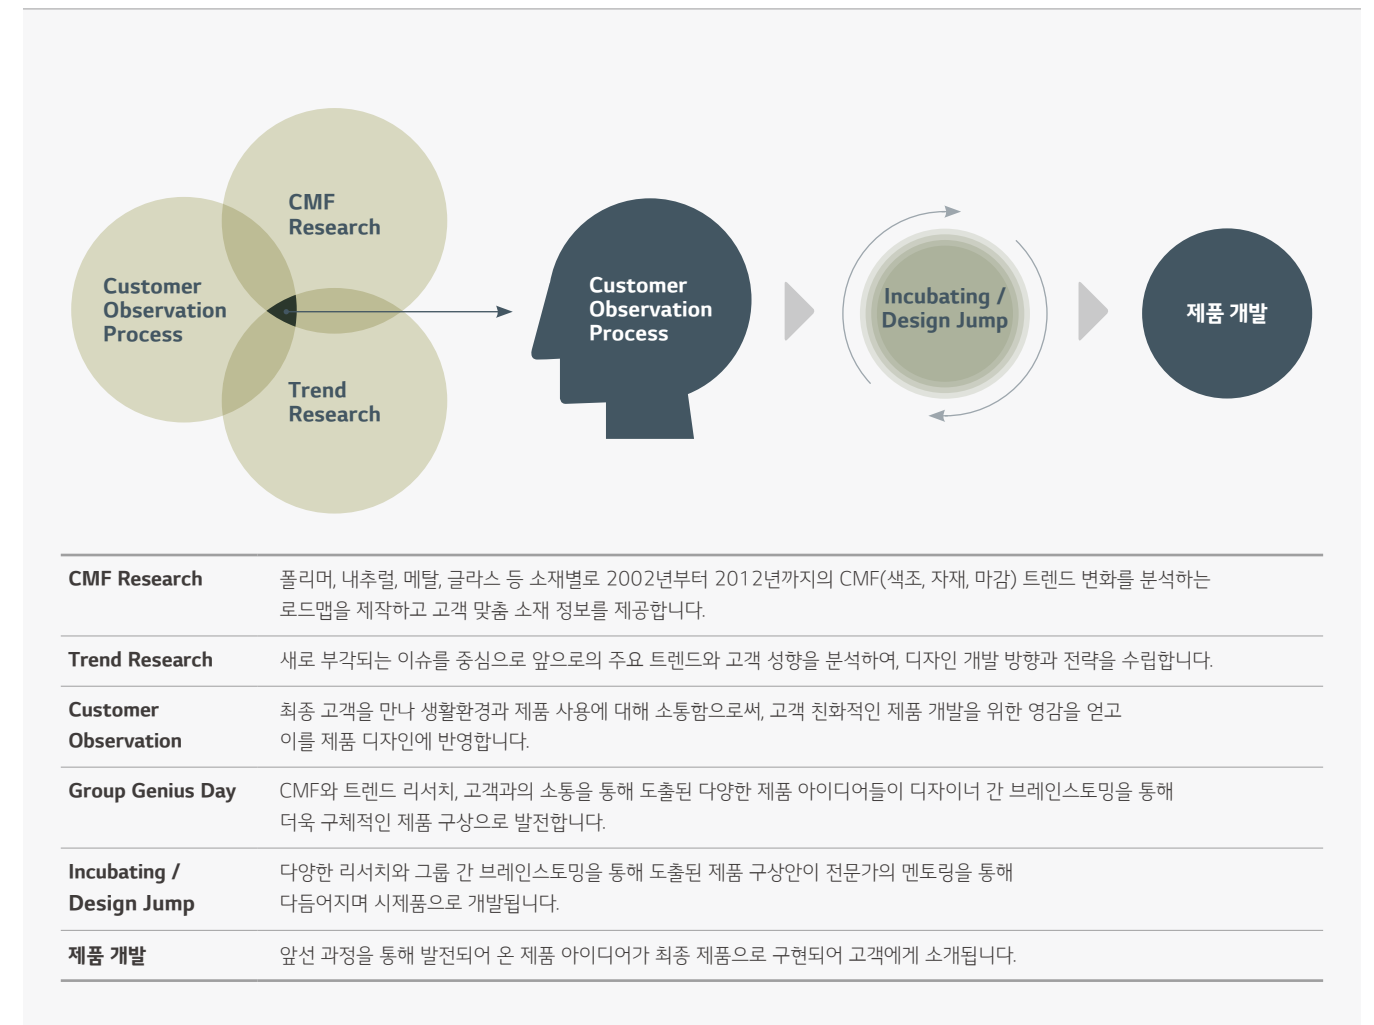 CMF
Research
Customer
Observation
Process
Trend
Research
Customer
Observation
Process
Incubating /
Design Jump
제품 개발
CMF Research
폴리머, 내추럴, 메탈, 글라스 등 소재별로 2002년부터 2012년까지의 CMF(색조, 자재, 마감) 트렌드 변화를 분석하는
로드맵을 제작하고 고객 맞춤 소재 정보를 제공합니다.
Trend Research
새로 부각되는 이슈를 중심으로 앞으로의 주요 트렌드와 고객 성향을 분석하여, 디자인 개발 방향과 전략을 수립합니다.
Customer
Observation
최종 고객을 만나 생활환경과 제품 사용에 대해 소통함으로써, 고객 친화적인 제품 개발을 위한 영감을 얻고
이를 제품 디자인에 반영합니다.
Group Genius Day
CMF와 트렌드 리서치, 고객과의 소통을 통해 도출된 다양한 제품 아이디어들이 디자이너 간 브레인스토밍을 통해
더욱 구체적인 제품 구상으로 발전합니다.
Incubating /
Design Jump
다양한 리서치와 그룹 간 브레인스토밍을 통해 도출된 제품 구상안이 전문가의 멘토링을 통해
다듬어지며 시제품으로 개발됩니다.
제품 개발
앞선 과정을 통해 발전되어 온 제품 아이디어가 최종 제품으로 구현되어 고객에게 소개됩니다.